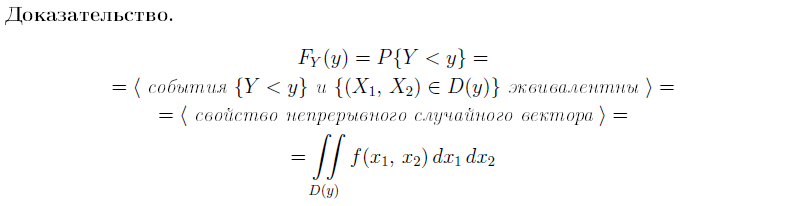 Доказательство.
F_Y(y) = P{Y < y} =
= ⟨ события {Y < y} и {(X_1, X_2) ∈ D(y)} эквивалентны ⟩ =
= ⟨ свойство непрерывного случайного вектора ⟩ =
= ∬_{D(y)} f(x_1, x_2) dx_1 dx_2